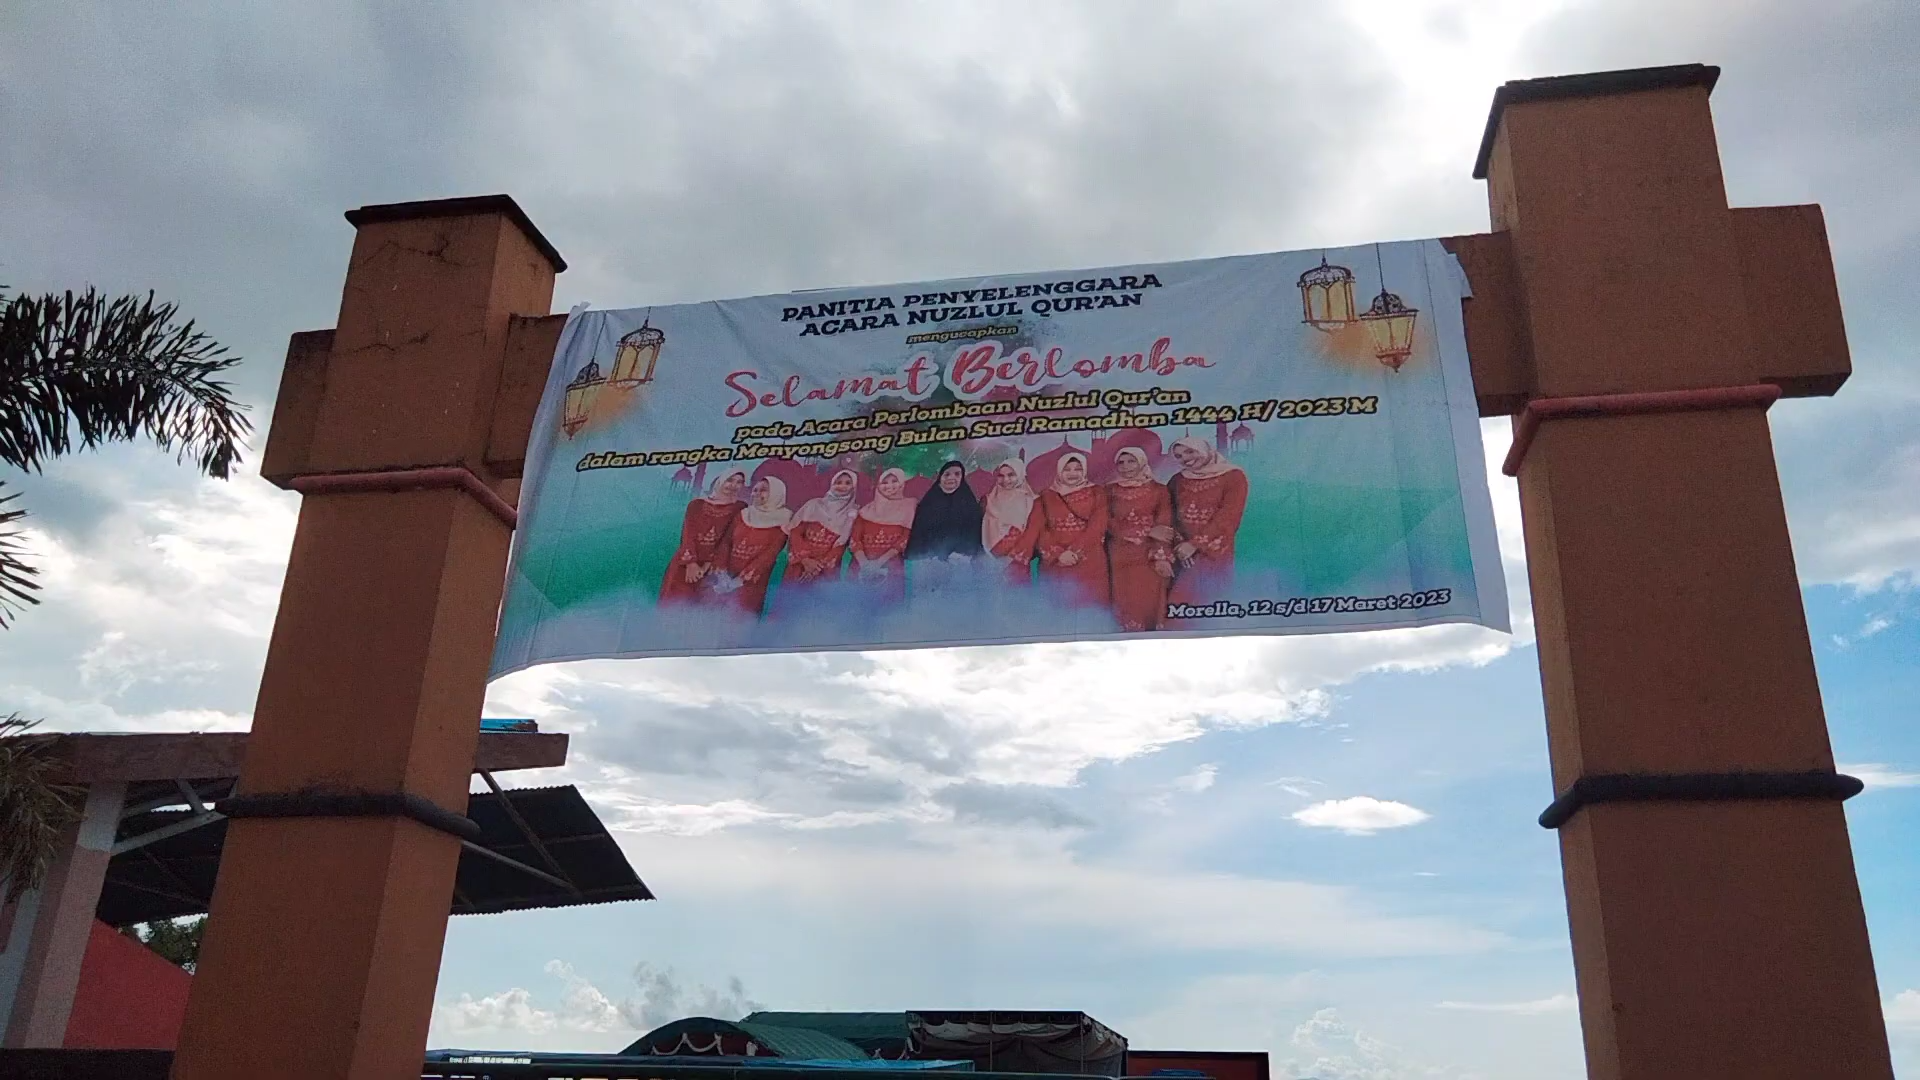 PANITIA PENYELENGGARA
ACARA NUZLUL QUR'AN
mengucapkan
Selamat Berlomba
pada Acara Perlombaan Nuzlul Qur'an
dalam rangka Menyongsong Bulan Suci Ramadhan 1444 H/ 2023 M
Morella, 12 s/d 17 Maret 2023